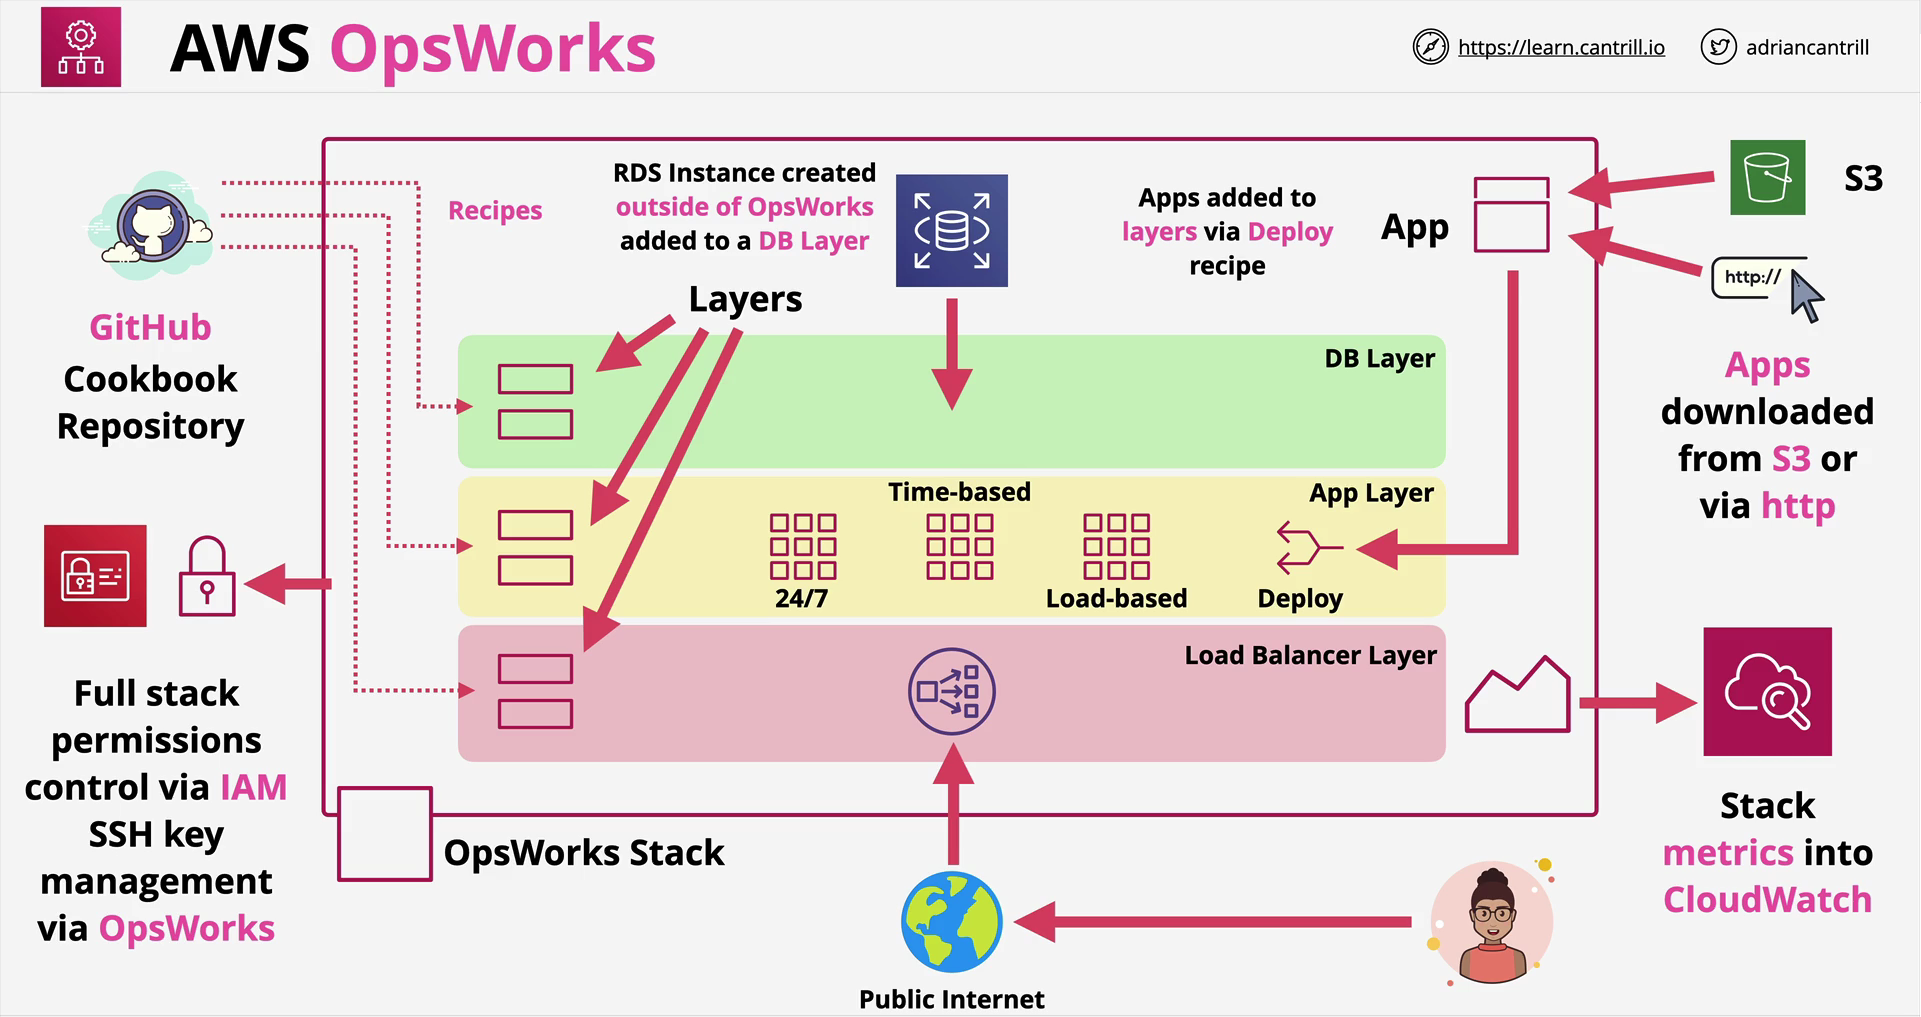 AWS OpsWorks
https://learn.cantrill.io
adriancantrill
GitHub
Cookbook
Repository
Recipes
RDS Instance created
outside of OpsWorks
added to a DB Layer
Layers
Apps added to
layers via Deploy
recipe
App
S3
http://
Apps
downloaded
from S3 or
via http
DB Layer
Time-based
App Layer
24/7
Load-based
Deploy
Load Balancer Layer
Full stack
permissions
control via IAM
SSH key
management
via OpsWorks
OpsWorks Stack
Stack
metrics into
CloudWatch
Public Internet